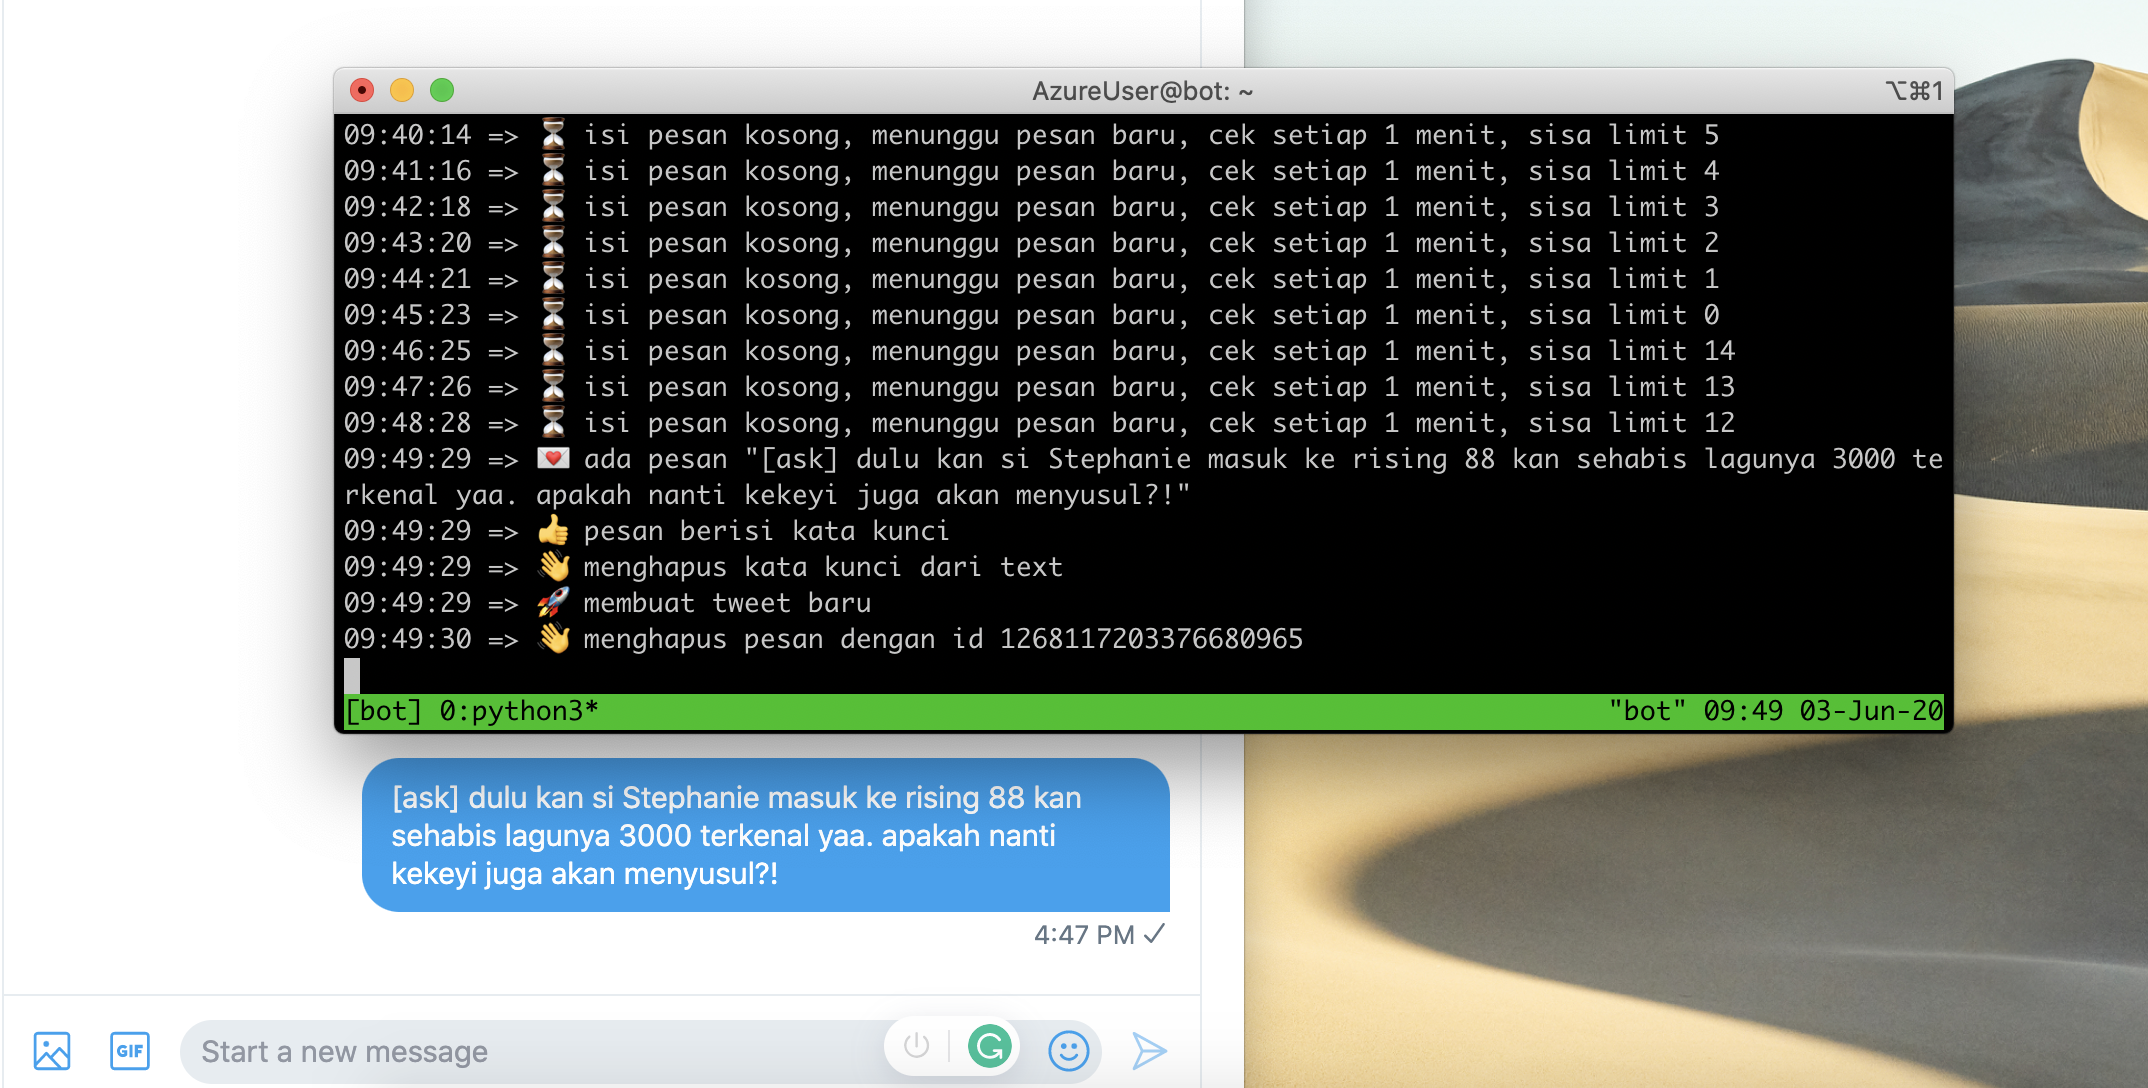 AzureUser@bot: ~
⌥⌘1
09:40:14 => ⏳ isi pesan kosong, menunggu pesan baru, cek setiap 1 menit, sisa limit 5
09:41:16 => ⏳ isi pesan kosong, menunggu pesan baru, cek setiap 1 menit, sisa limit 4
09:42:18 => ⏳ isi pesan kosong, menunggu pesan baru, cek setiap 1 menit, sisa limit 3
09:43:20 => ⏳ isi pesan kosong, menunggu pesan baru, cek setiap 1 menit, sisa limit 2
09:44:21 => ⏳ isi pesan kosong, menunggu pesan baru, cek setiap 1 menit, sisa limit 1
09:45:23 => ⏳ isi pesan kosong, menunggu pesan baru, cek setiap 1 menit, sisa limit 0
09:46:25 => ⏳ isi pesan kosong, menunggu pesan baru, cek setiap 1 menit, sisa limit 14
09:47:26 => ⏳ isi pesan kosong, menunggu pesan baru, cek setiap 1 menit, sisa limit 13
09:48:28 => ⏳ isi pesan kosong, menunggu pesan baru, cek setiap 1 menit, sisa limit 12
09:49:29 => 💌 ada pesan "[ask] dulu kan si Stephanie masuk ke rising 88 kan sehabis lagunya 3000 te
rkenal yaa. apakah nanti kekeyi juga akan menyusul?!"
09:49:29 => 👍 pesan berisi kata kunci
09:49:29 => 👋 menghapus kata kunci dari text
09:49:29 => 🚀 membuat tweet baru
09:49:30 => 👋 menghapus pesan dengan id 1268117203376680965
[bot] 0:python3*
"bot" 09:49 03-Jun-20
[ask] dulu kan si Stephanie masuk ke rising 88 kan
sehabis lagunya 3000 terkenal yaa. apakah nanti
kekeyi juga akan menyusul?!
4:47 PM ✓
GIF
Start a new message